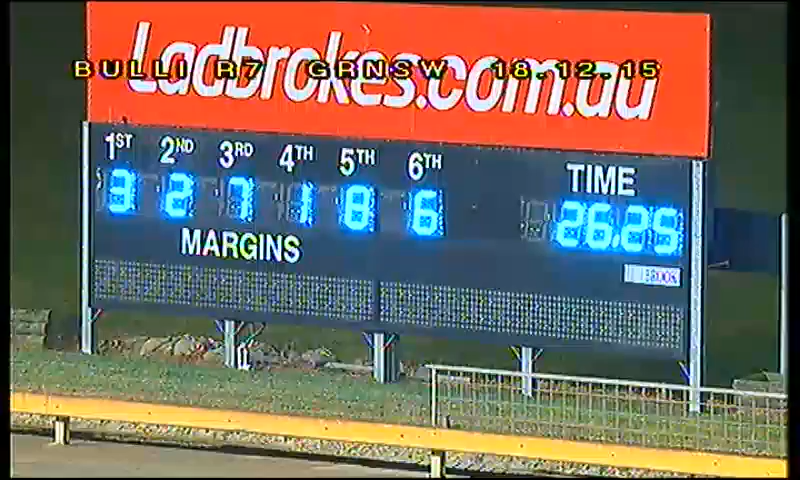 BULLI R7 GRNSW 18.12.15
Ladbrokes.com.au
1ST 2ND 3RD 4TH 5TH 6TH TIME
3 2 7 1 8 6 26.25
MARGINS